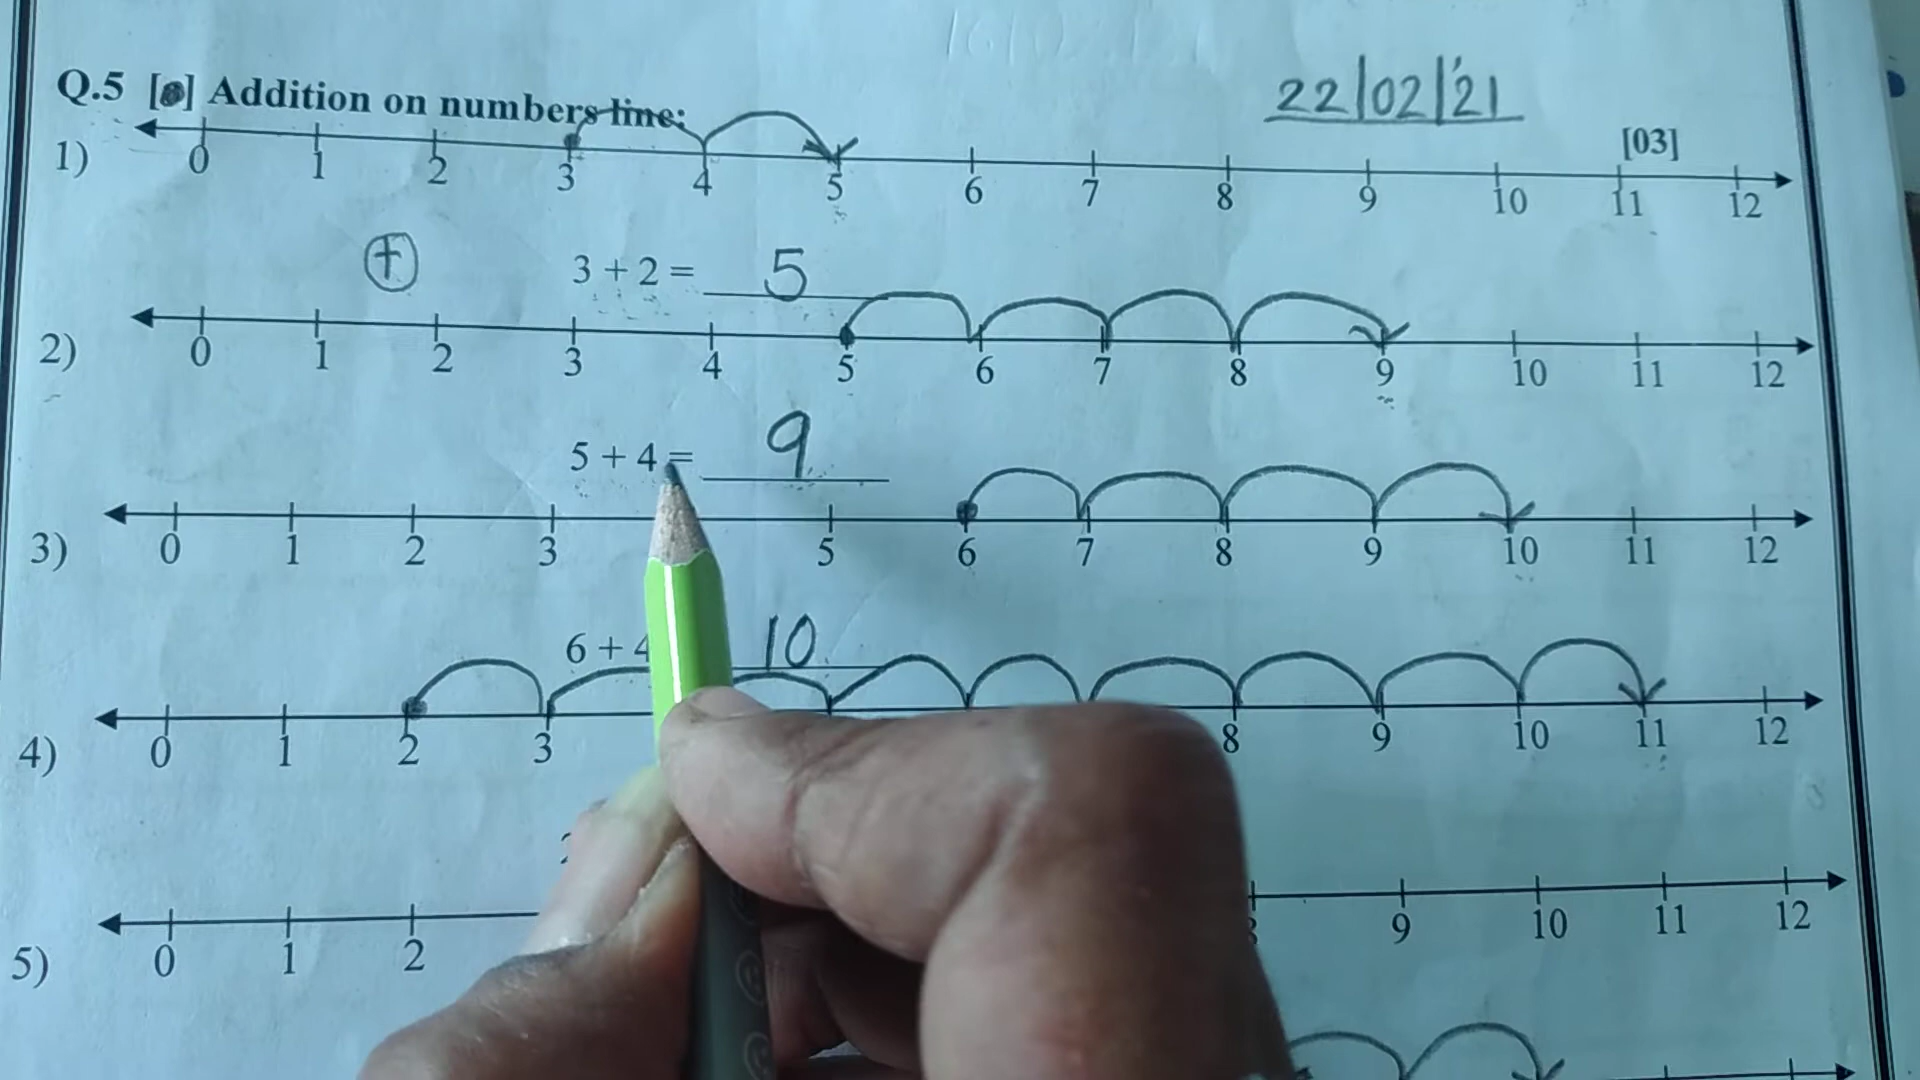 Q.5 [ ] Addition on numbers line:
22/02/'21
[03]
1) 0 1 2 3 4 5 6 7 8 9 10 11 12
+
3 + 2 = 5
2) 0 1 2 3 4 5 6 7 8 9 10 11 12
5 + 4 = 9
3) 0 1 2 3 5 6 7 8 9 10 11 12
6 + 4 10
4) 0 1 2 3 8 9 10 11 12
5) 0 1 2 9 10 11 12